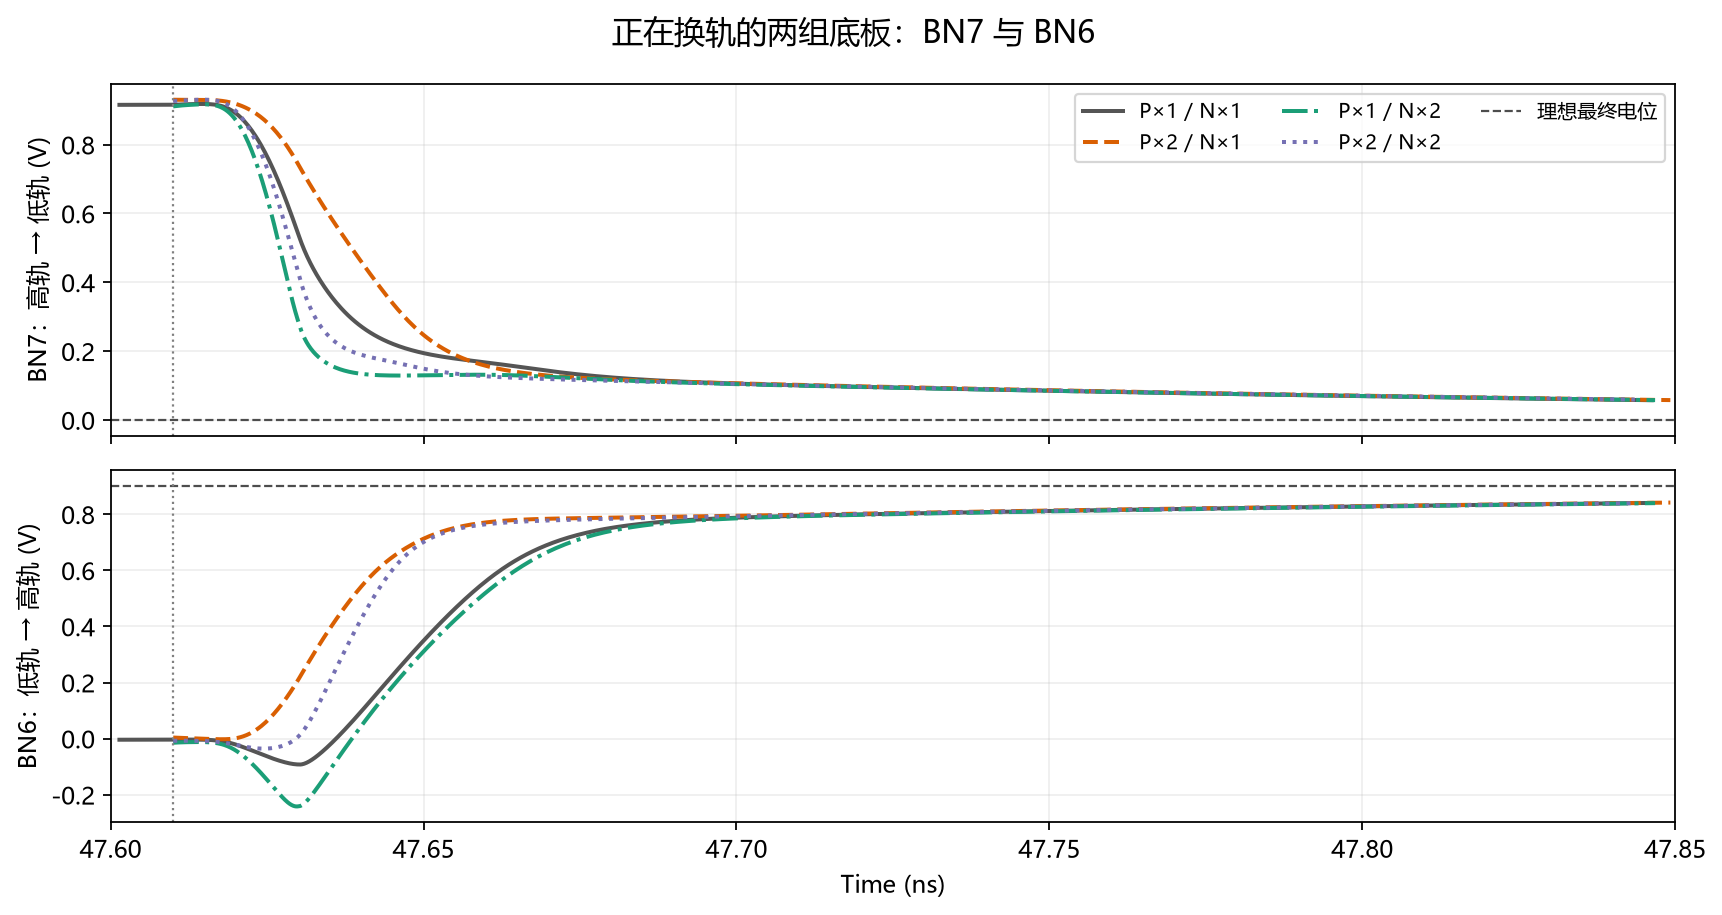 正在换轨的两组底板：BN7 与 BN6
BN7：高轨 → 低轨 (V)
0.8
0.6
0.4
0.2
0.0
P×1 / N×1
P×2 / N×1
P×1 / N×2
P×2 / N×2
理想最终电位
BN6：低轨 → 高轨 (V)
0.8
0.6
0.4
0.2
0.0
-0.2
47.60
47.65
47.70
47.75
47.80
47.85
Time (ns)